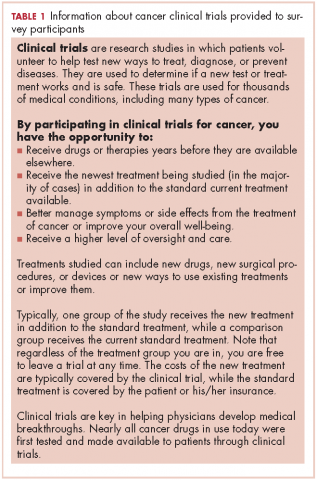 TABLE 1 Information about cancer clinical trials provided to sur-
vey participants
Clinical trials are research studies in which patients vol-
unteer to help test new ways to treat, diagnose, or prevent
diseases. They are used to determine if a new test or treat-
ment works and is safe. These trials are used for thousands
of medical conditions, including many types of cancer.
By participating in clinical trials for cancer, you
have the opportunity to:
■ Receive drugs or therapies years before they are available
elsewhere.
■ Receive the newest treatment being studied (in the major-
ity of cases) in addition to the standard current treatment
available.
■ Better manage symptoms or side effects from the treatment
of cancer or improve your overall well-being.
■ Receive a higher level of oversight and care.
Treatments studied can include new drugs, new surgical pro-
cedures, or devices or new ways to use existing treatments
or improve them.
Typically, one group of the study receives the new treatment
in addition to the standard treatment, while a comparison
group receives the current standard treatment. Note that
regardless of the treatment group you are in, you are free
to leave a trial at any time. The costs of the new treatment
are typically covered by the clinical trial, while the standard
treatment is covered by the patient or his/her insurance.
Clinical trials are key in helping physicians develop medical
breakthroughs. Nearly all cancer drugs in use today were
first tested and made available to patients through clinical
trials.